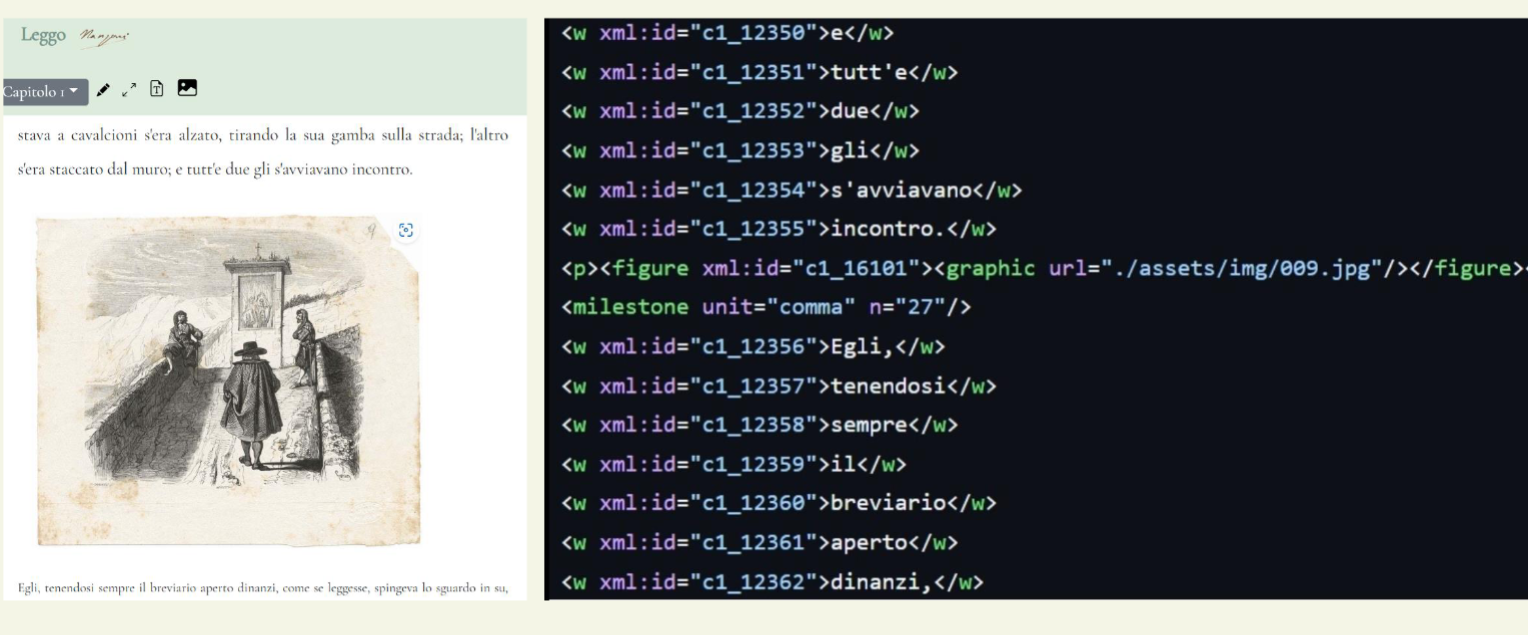 Leggo Manzoni
Capitolo 1
stava a cavalcioni s'era alzato, tirando la sua gamba sulla strada; l'altro
s'era staccato dal muro; e tutt'e due gli s'avviavano incontro.
9
Egli, tenendosi sempre il breviario aperto dinanzi, come se leggesse, spingeva lo sguardo in su,
<w xml:id="c1_12350">e</w>
<w xml:id="c1_12351">tutt'e</w>
<w xml:id="c1_12352">due</w>
<w xml:id="c1_12353">gli</w>
<w xml:id="c1_12354">s'avviavano</w>
<w xml:id="c1_12355">incontro.</w>
<p><figure xml:id="c1_16101"><graphic url="./assets/img/009.jpg"/></figure><
<milestone unit="comma" n="27"/>
<w xml:id="c1_12356">Egli,</w>
<w xml:id="c1_12357">tenendosi</w>
<w xml:id="c1_12358">sempre</w>
<w xml:id="c1_12359">il</w>
<w xml:id="c1_12360">breviario</w>
<w xml:id="c1_12361">aperto</w>
<w xml:id="c1_12362">dinanzi,</w>